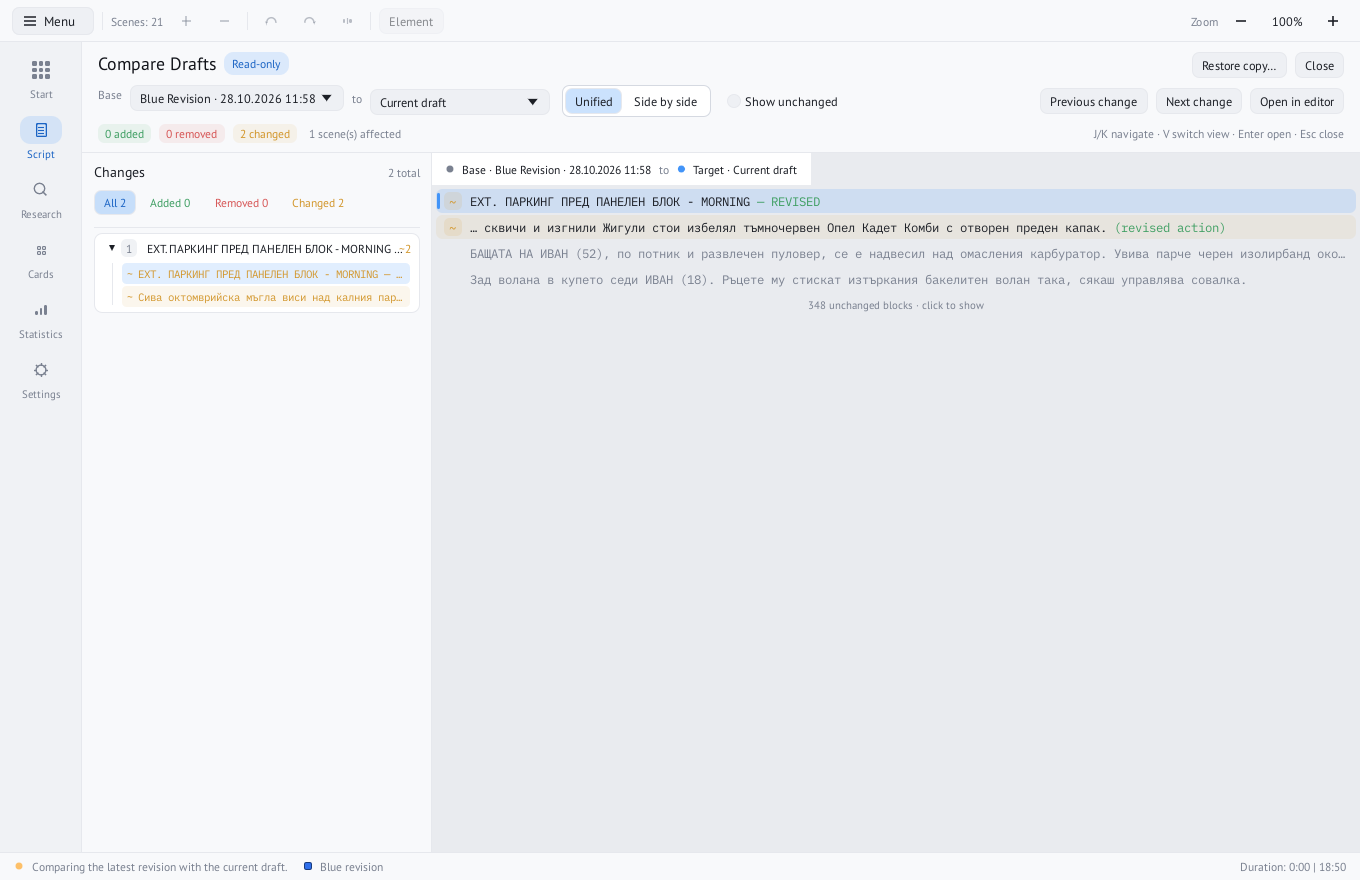 Menu
Scenes: 21
Element
Zoom
100%
Start
Script
Research
Cards
Statistics
Settings
Compare Drafts Read-only
Restore copy... Close
Base Blue Revision · 28.10.2026 11:58 to Current draft Unified Side by side Show unchanged
Previous change Next change Open in editor
0 added 0 removed 2 changed 1 scene(s) affected
J/K navigate · V switch view · Enter open · Esc close
Changes 2 total
All 2 Added 0 Removed 0 Changed 2
1 EXT. ПАРКИНГ ПРЕД ПАНЕЛЕН БЛОК - MORNING … ~2
~ EXT. ПАРКИНГ ПРЕД ПАНЕЛЕН БЛОК - MORNING — …
~ Сива октомврийска мъгла виси над калния пар…
Base · Blue Revision · 28.10.2026 11:58 to Target · Current draft
~ EXT. ПАРКИНГ ПРЕД ПАНЕЛЕН БЛОК - MORNING — REVISED
~ … сквичи и изгнили Жигули стои избелял тъмночервен Опел Кадет Комби с отворен преден капак. (revised action)
БАЩАТА НА ИВАН (52), по потник и развлечен пуловер, се е надвесил над омасления карбуратор. Увива парче черен изолирбанд око…
Зад волана в купето седи ИВАН (18). Ръцете му стискат изтъркания бакелитен волан така, сякаш управлява совалка.
348 unchanged blocks · click to show
Comparing the latest revision with the current draft. Blue revision
Duration: 0:00 | 18:50